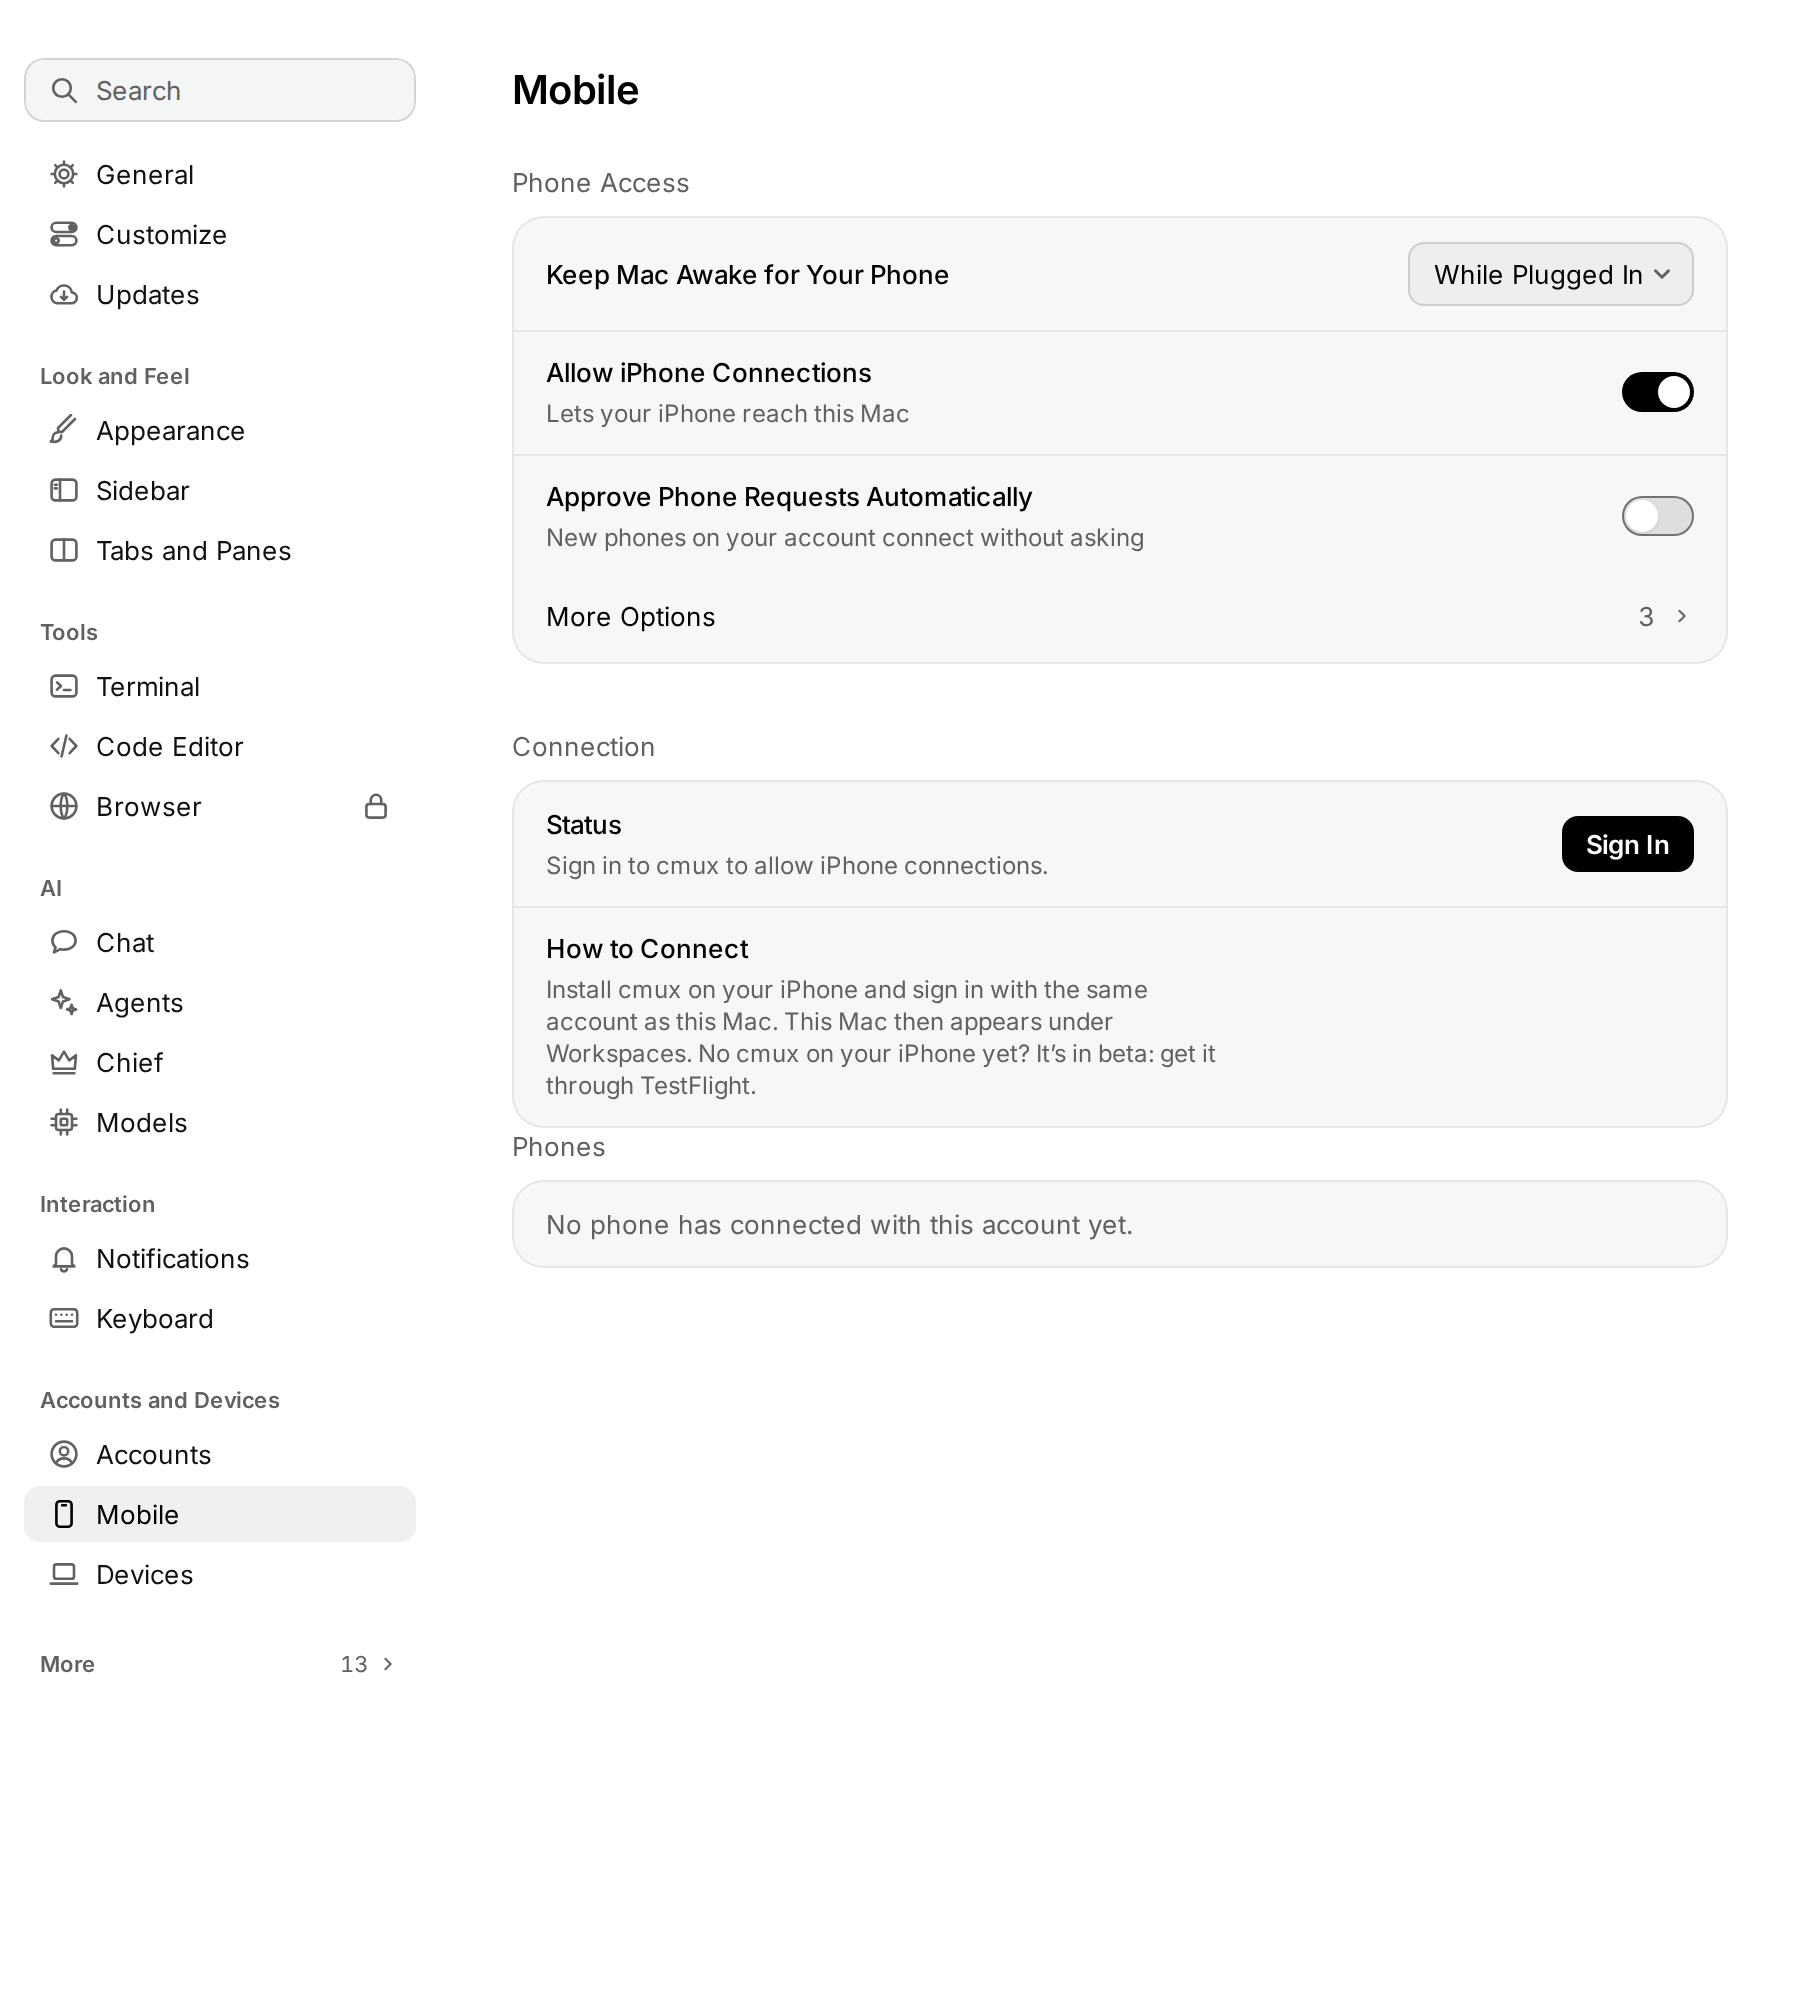 Search
General
Customize
Updates
Look and Feel
Appearance
Sidebar
Tabs and Panes
Tools
Terminal
Code Editor
Browser
AI
Chat
Agents
Chief
Models
Interaction
Notifications
Keyboard
Accounts and Devices
Accounts
Mobile
Devices
More 13
Mobile
Phone Access
Keep Mac Awake for Your Phone While Plugged In
Allow iPhone Connections
Lets your iPhone reach this Mac
Approve Phone Requests Automatically
New phones on your account connect without asking
More Options 3
Connection
Status
Sign in to cmux to allow iPhone connections.
Sign In
How to Connect
Install cmux on your iPhone and sign in with the same
account as this Mac. This Mac then appears under
Workspaces. No cmux on your iPhone yet? It’s in beta: get it
through TestFlight.
Phones
No phone has connected with this account yet.